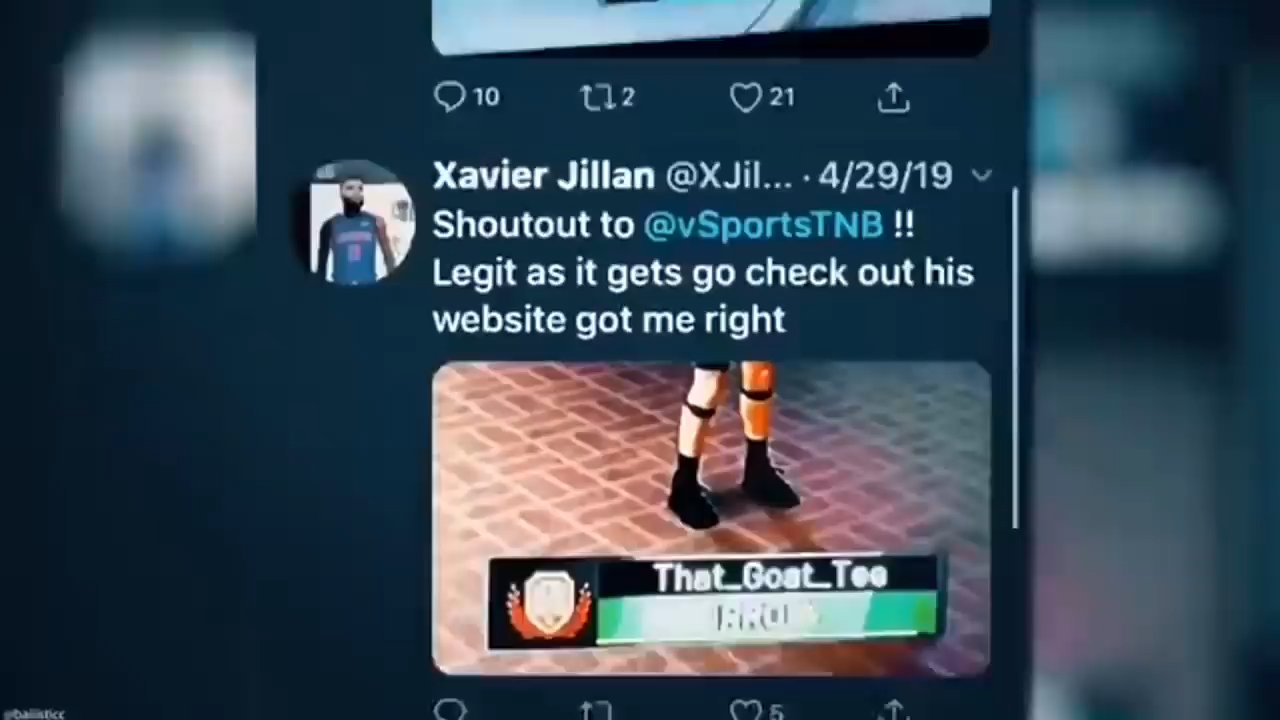 10 2 21
Xavier Jillan @XJil... · 4/29/19
Shoutout to @vSportsTNB !!
Legit as it gets go check out his
website got me right
That_Goat_Tee
5
@ballisticc